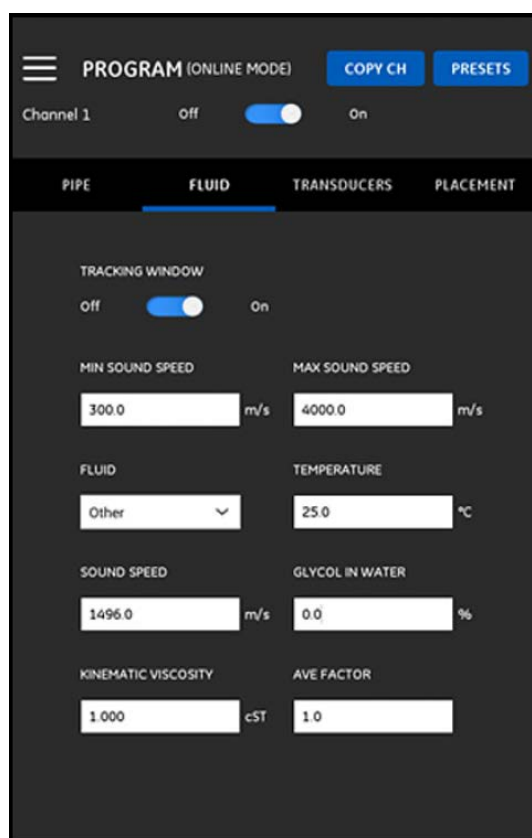 PROGRAM (ONLINE MODE) COPY CH PRESETS
Channel 1 Off On
PIPE FLUID TRANSDUCERS PLACEMENT
TRACKING WINDOW
Off On
MIN SOUND SPEED MAX SOUND SPEED
300.0 m/s 4000.0 m/s
FLUID TEMPERATURE
Other 25.0 °C
SOUND SPEED GLYCOL IN WATER
1496.0 m/s 0.0 %
KINEMATIC VISCOSITY AVE FACTOR
1.000 cST 1.0